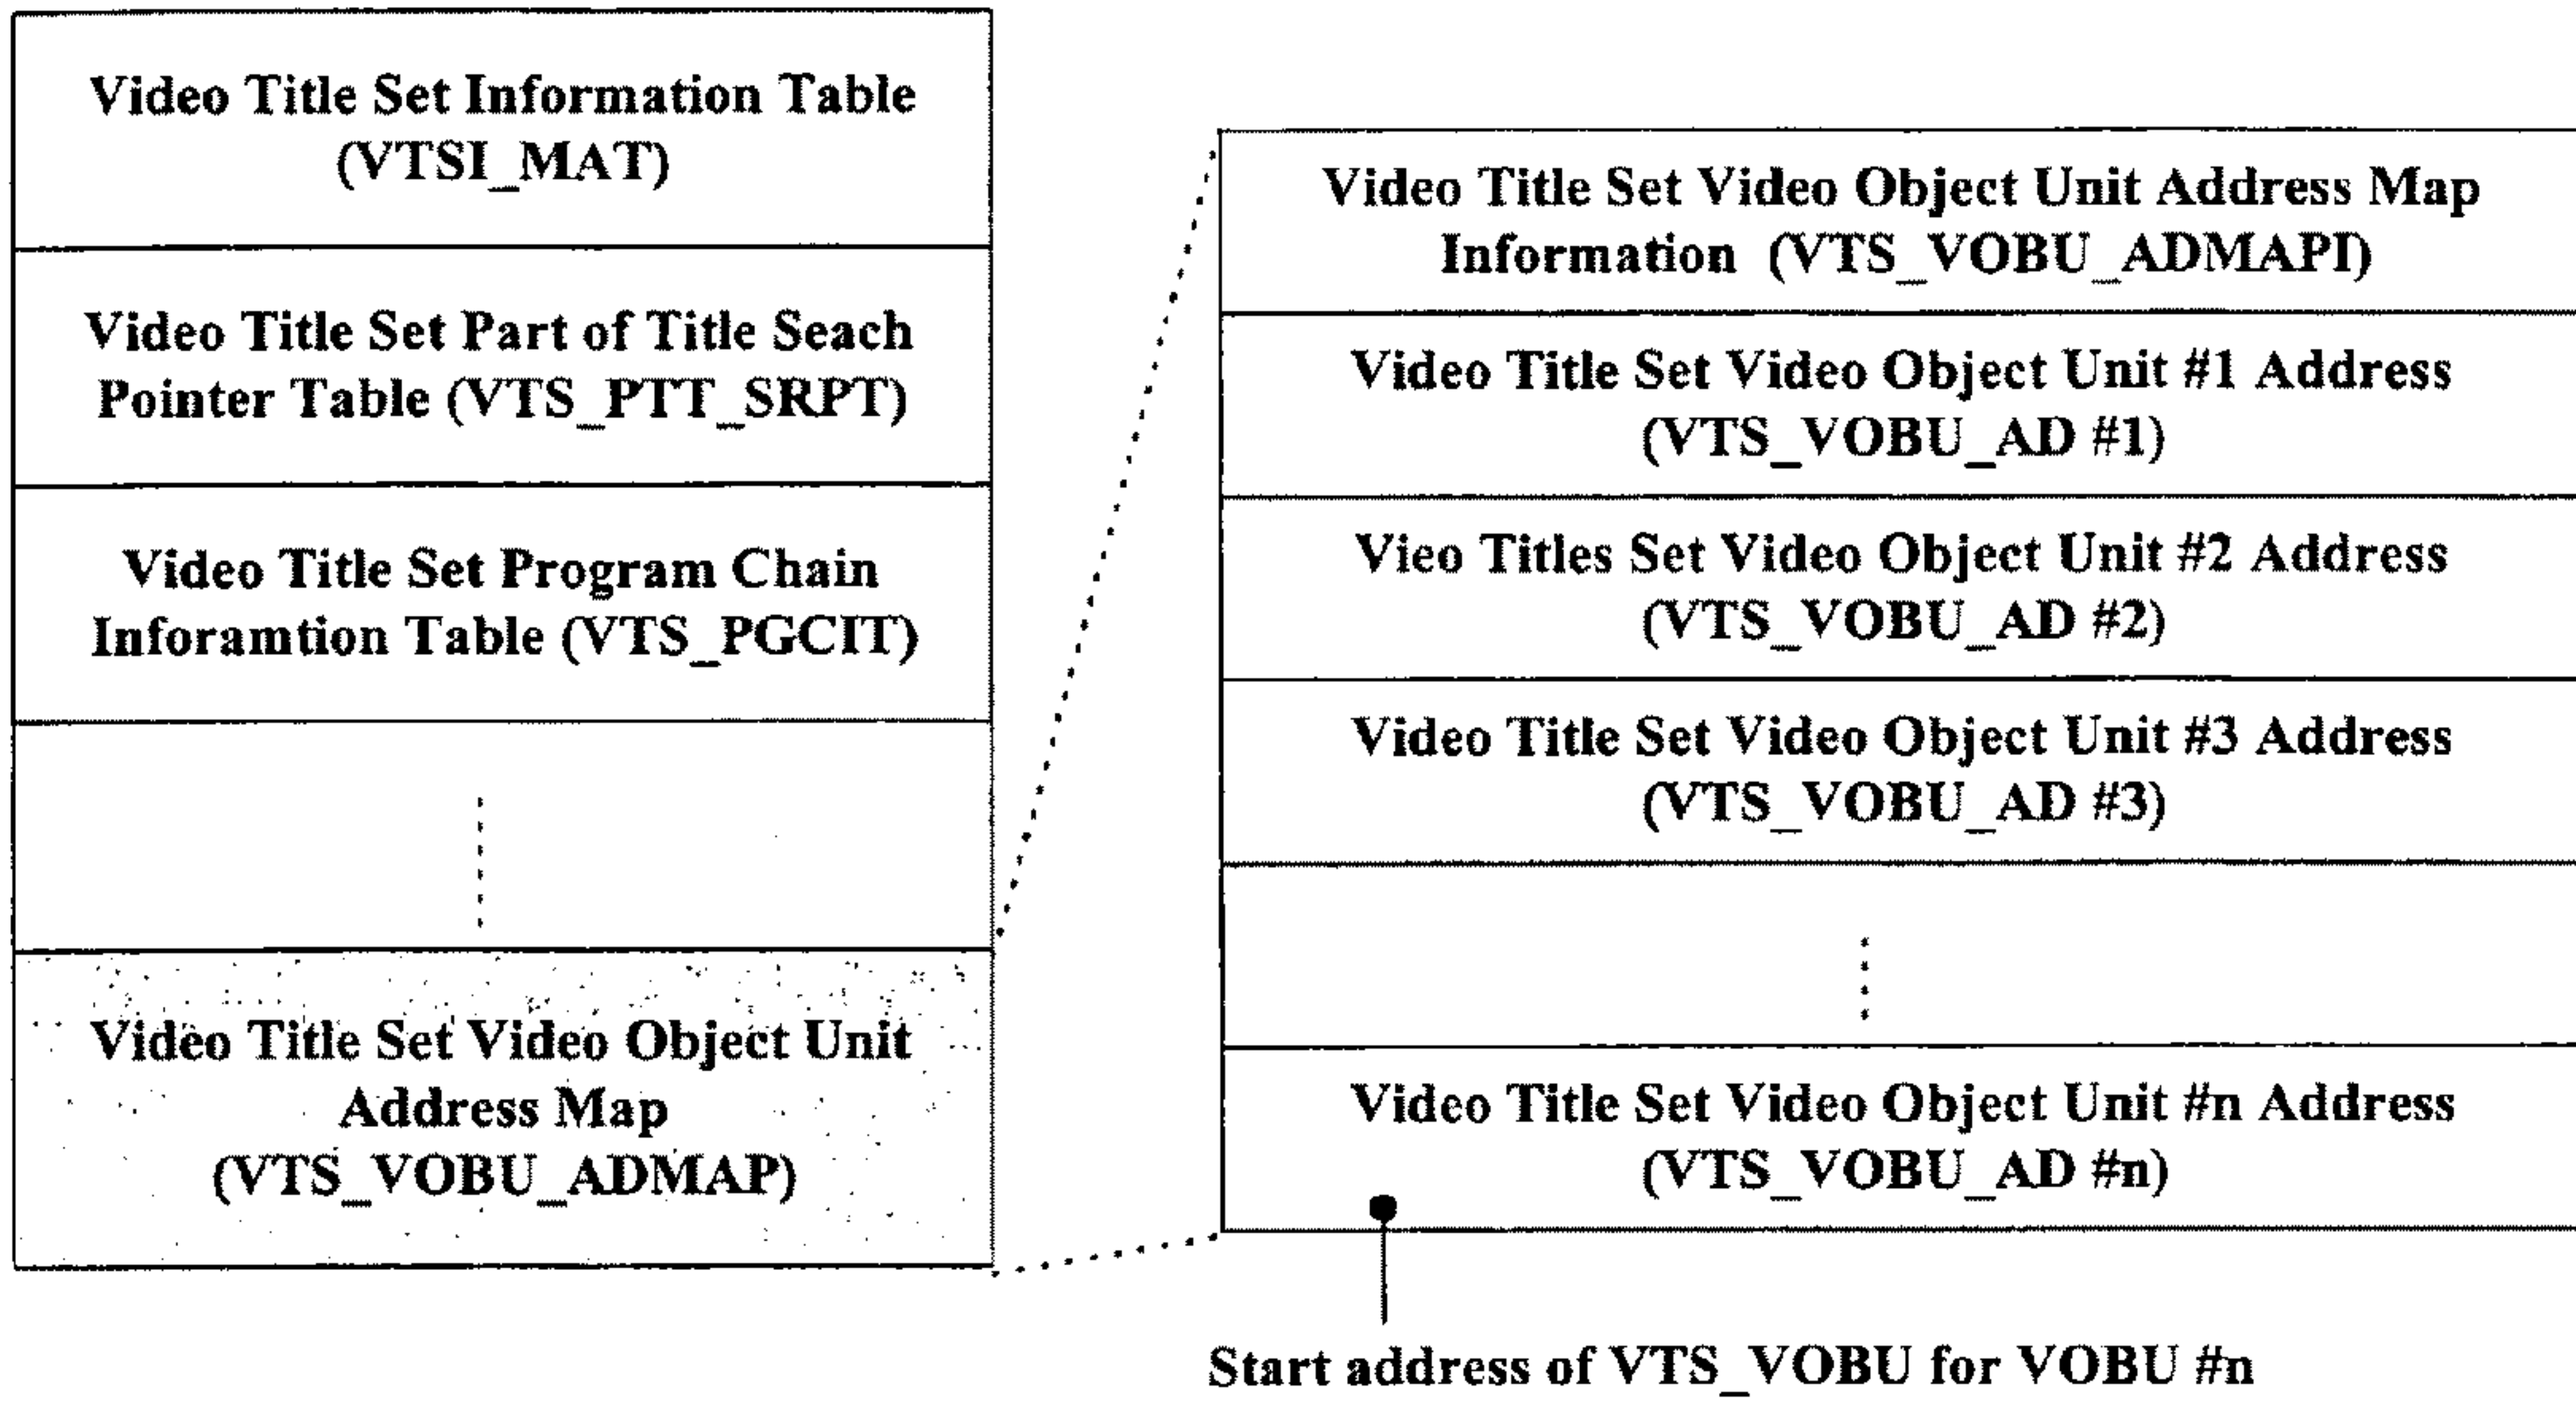 Video Title Set Information Table
(VTSI_MAT)
Video Title Set Part of Title Seach
Pointer Table (VTS_PTT_SRPT)
Video Title Set Program Chain
Inforamtion Table (VTS_PGCIT)
Video Title Set Video Object Unit
Address Map
(VTS_VOBU_ADMAP)
Video Title Set Video Object Unit Address Map
Information (VTS_VOBU_ADMAPI)
Video Title Set Video Object Unit #1 Address
(VTS_VOBU_AD #1)
Vieo Titles Set Video Object Unit #2 Address
(VTS_VOBU_AD #2)
Video Title Set Video Object Unit #3 Address
(VTS_VOBU_AD #3)
Video Title Set Video Object Unit #n Address
(VTS_VOBU_AD #n)
Start address of VTS_VOBU for VOBU #n